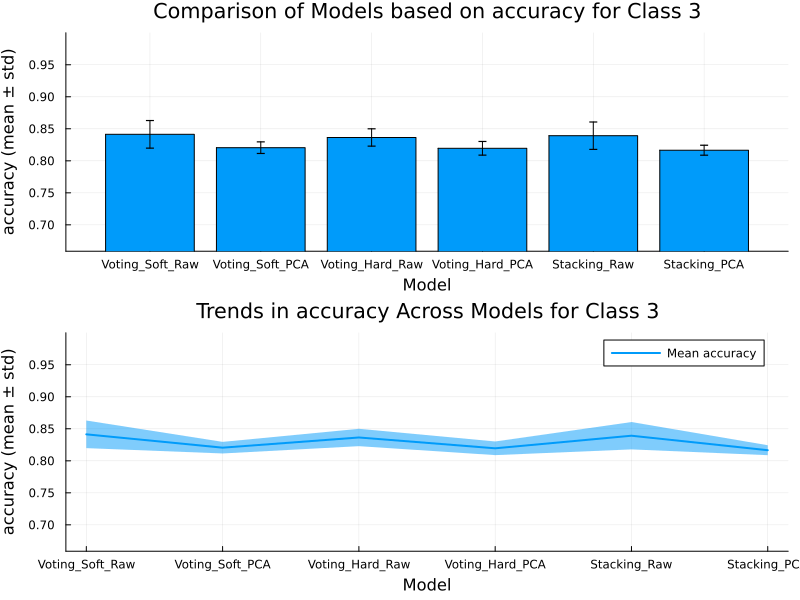 Comparison of Models based on accuracy for Class 3
accuracy (mean ± std)
0.95
0.90
0.85
0.80
0.75
0.70
Voting_Soft_Raw Voting_Soft_PCA Voting_Hard_Raw Voting_Hard_PCA Stacking_Raw Stacking_PCA
Model
Trends in accuracy Across Models for Class 3
accuracy (mean ± std)
Mean accuracy
0.95
0.90
0.85
0.80
0.75
0.70
Voting_Soft_Raw Voting_Soft_PCA Voting_Hard_Raw Voting_Hard_PCA Stacking_Raw Stacking_PC
Model